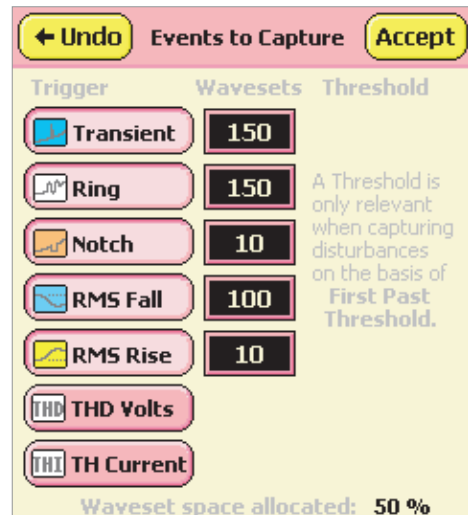 ← Undo Events to Capture Accept
Trigger Wavesets Threshold
Transient 150
Ring 150
Notch 10
RMS Fall 100
RMS Rise 10
THD THD Volts
THI TH Current
A Threshold is
only relevant
when capturing
disturbances
on the basis of
First Past
Threshold.
Waveset space allocated: 50 %